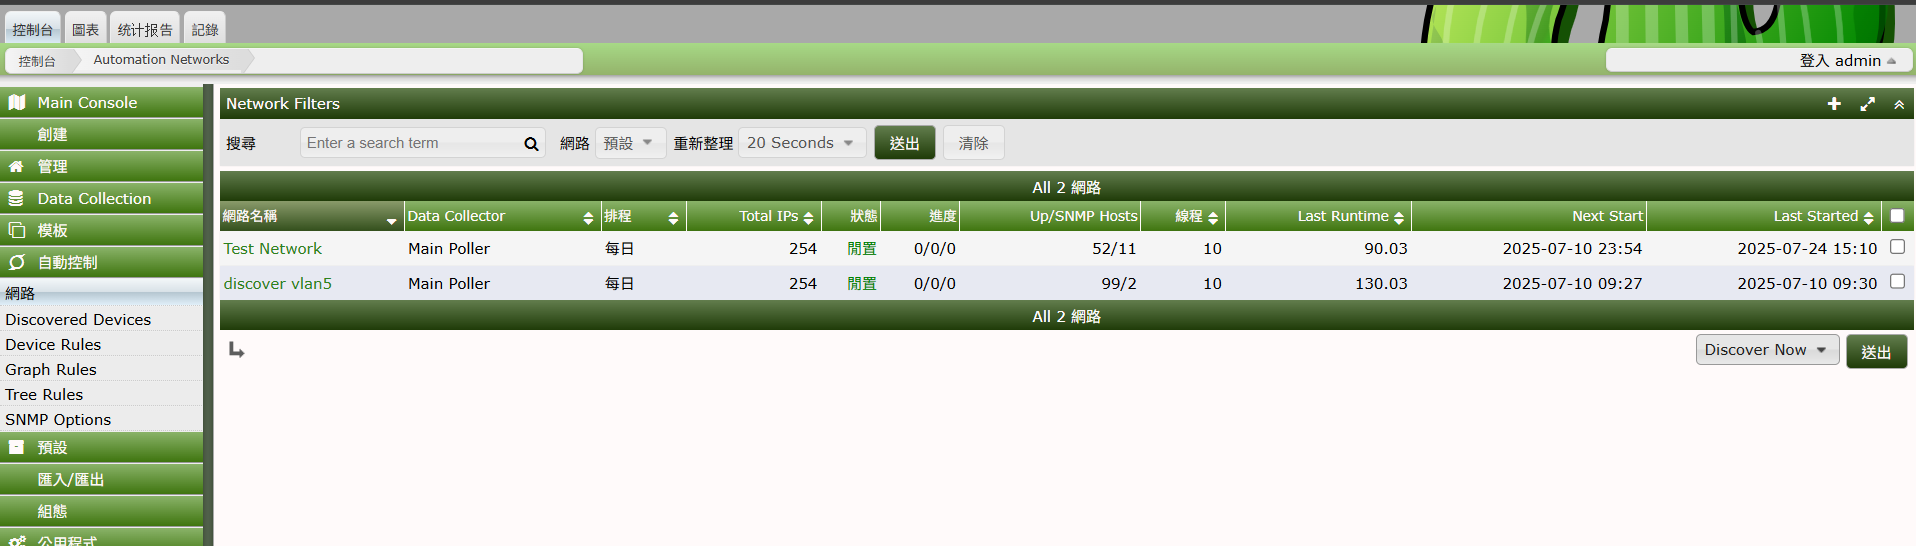 控制台 圖表 统计报告 記錄
控制台 Automation Networks 登入 admin
Main Console
創建
管理
Data Collection
模板
自動控制
網路
Discovered Devices
Device Rules
Graph Rules
Tree Rules
SNMP Options
預設
匯入/匯出
組態
公用程式
Network Filters
搜尋 Enter a search term 網路 預設 重新整理 20 Seconds 送出 清除
All 2 網路
網路名稱 Data Collector 排程 Total IPs 狀態 進度 Up/SNMP Hosts 線程 Last Runtime Next Start Last Started
Test Network Main Poller 每日 254 閒置 0/0/0 52/11 10 90.03 2025-07-10 23:54 2025-07-24 15:10
discover vlan5 Main Poller 每日 254 閒置 0/0/0 99/2 10 130.03 2025-07-10 09:27 2025-07-10 09:30
All 2 網路
Discover Now 送出